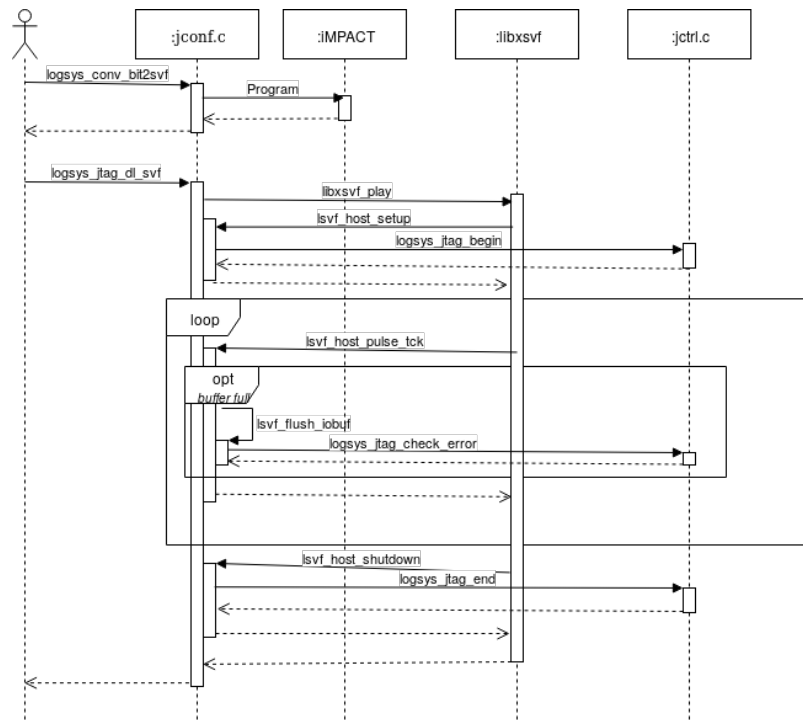 :jconf.c
:iMPACT
:libxsvf
:jctrl.c
logsys_conv_bit2svf
Program
logsys_jtag_dl_svf
libxsvf_play
lsvf_host_setup
logsys_jtag_begin
loop
lsvf_host_pulse_tck
opt
buffer full
lsvf_flush_iobuf
logsys_jtag_check_error
lsvf_host_shutdown
logsys_jtag_end